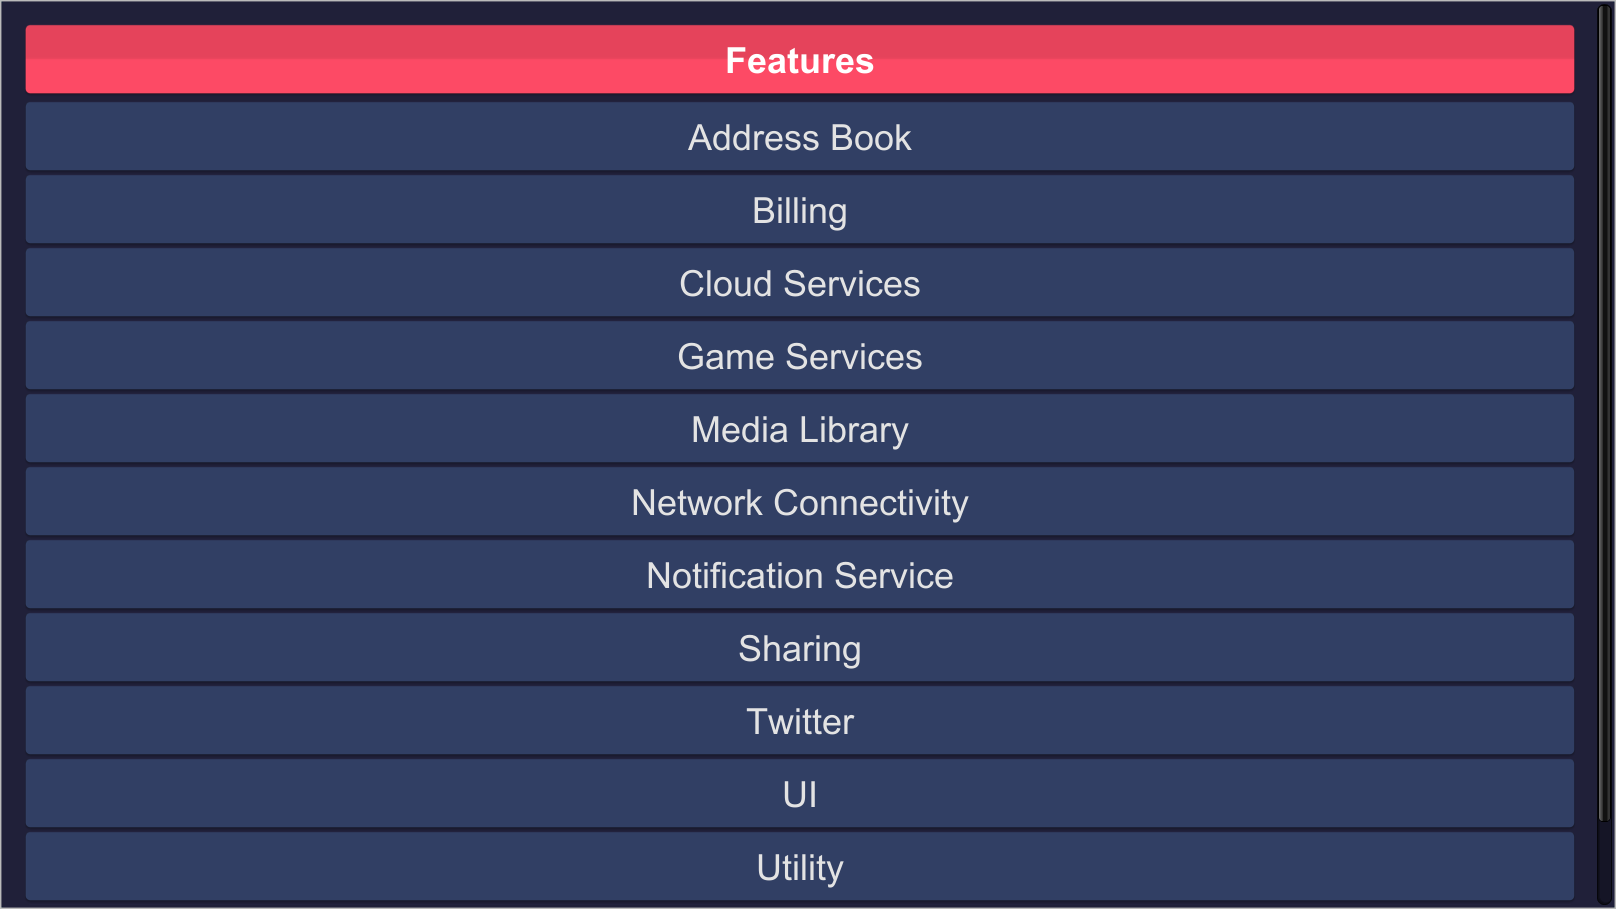 Features
Address Book
Billing
Cloud Services
Game Services
Media Library
Network Connectivity
Notification Service
Sharing
Twitter
UI
Utility